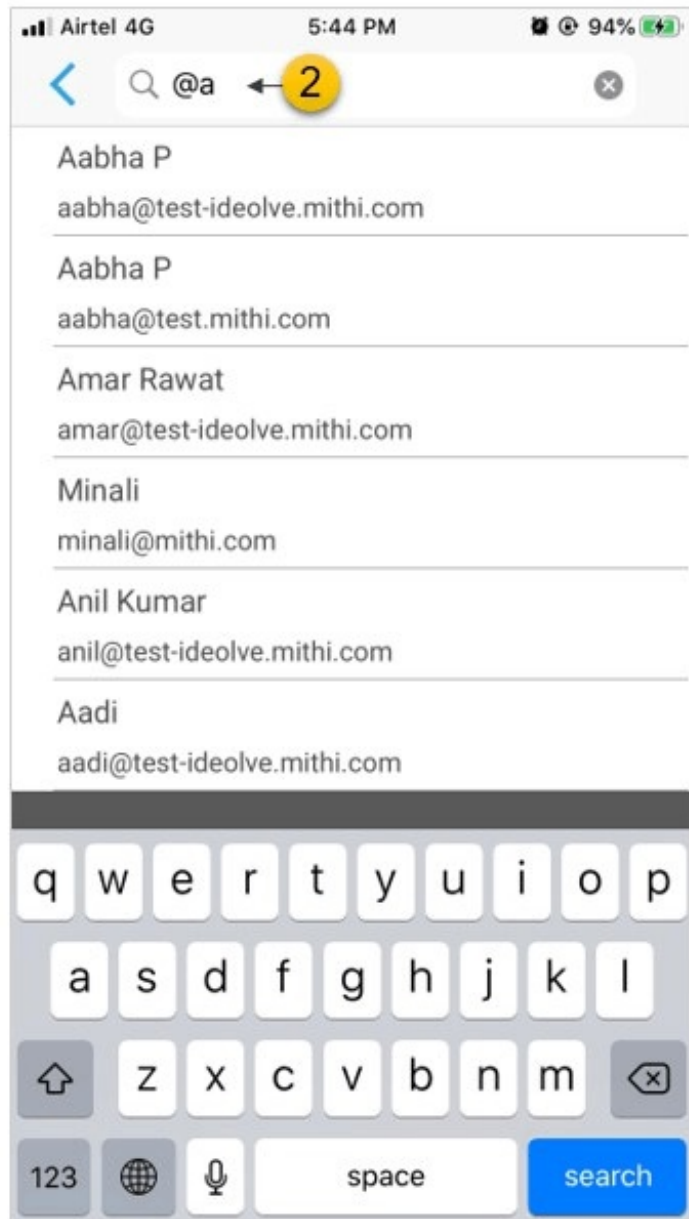 Airtel 4G 5:44 PM 94%
@a 2
Aabha P
aabha@test-ideolve.mithi.com
Aabha P
aabha@test.mithi.com
Amar Rawat
amar@test-ideolve.mithi.com
Minali
minali@mithi.com
Anil Kumar
anil@test-ideolve.mithi.com
Aadi
aadi@test-ideolve.mithi.com
q w e r t y u i o p
a s d f g h j k l
z x c v b n m
123 space search